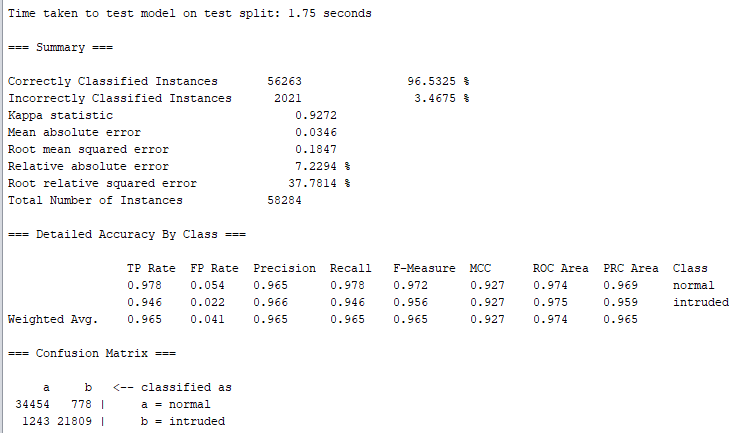 Time taken to test model on test split: 1.75 seconds
=== Summary ===
Correctly Classified Instances 56263 96.5325 %
Incorrectly Classified Instances 2021 3.4675 %
Kappa statistic 0.9272
Mean absolute error 0.0346
Root mean squared error 0.1847
Relative absolute error 7.2294 %
Root relative squared error 37.7814 %
Total Number of Instances 58284
=== Detailed Accuracy By Class ===
TP Rate FP Rate Precision Recall F-Measure MCC ROC Area PRC Area Class
0.978 0.054 0.965 0.978 0.972 0.927 0.974 0.969 normal
0.946 0.022 0.966 0.946 0.956 0.927 0.975 0.959 intruded
Weighted Avg. 0.965 0.041 0.965 0.965 0.965 0.927 0.974 0.965
=== Confusion Matrix ===
a b <-- classified as
34454 778 | a = normal
1243 21809 | b = intruded